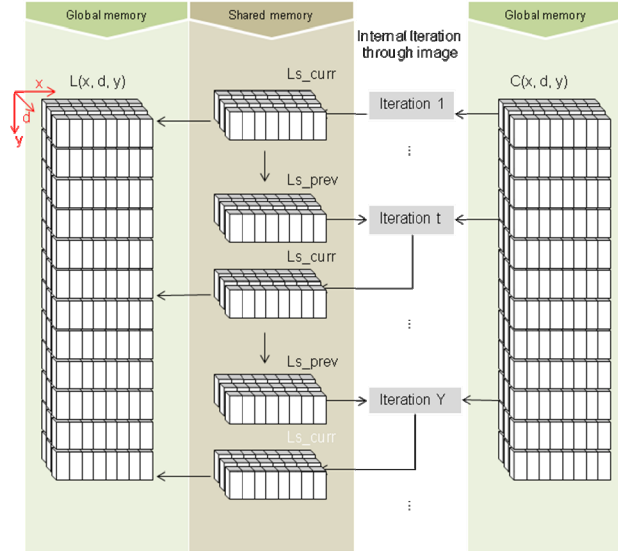 Global memory
Shared memory
Internal Iteration
through image
Global memory
L(x, d, y)
Ls_curr
C(x, d, y)
x
d
y
Iteration 1
⋮
Ls_prev
Iteration t
Ls_curr
⋮
Ls_prev
Iteration Y
Ls_curr
⋮